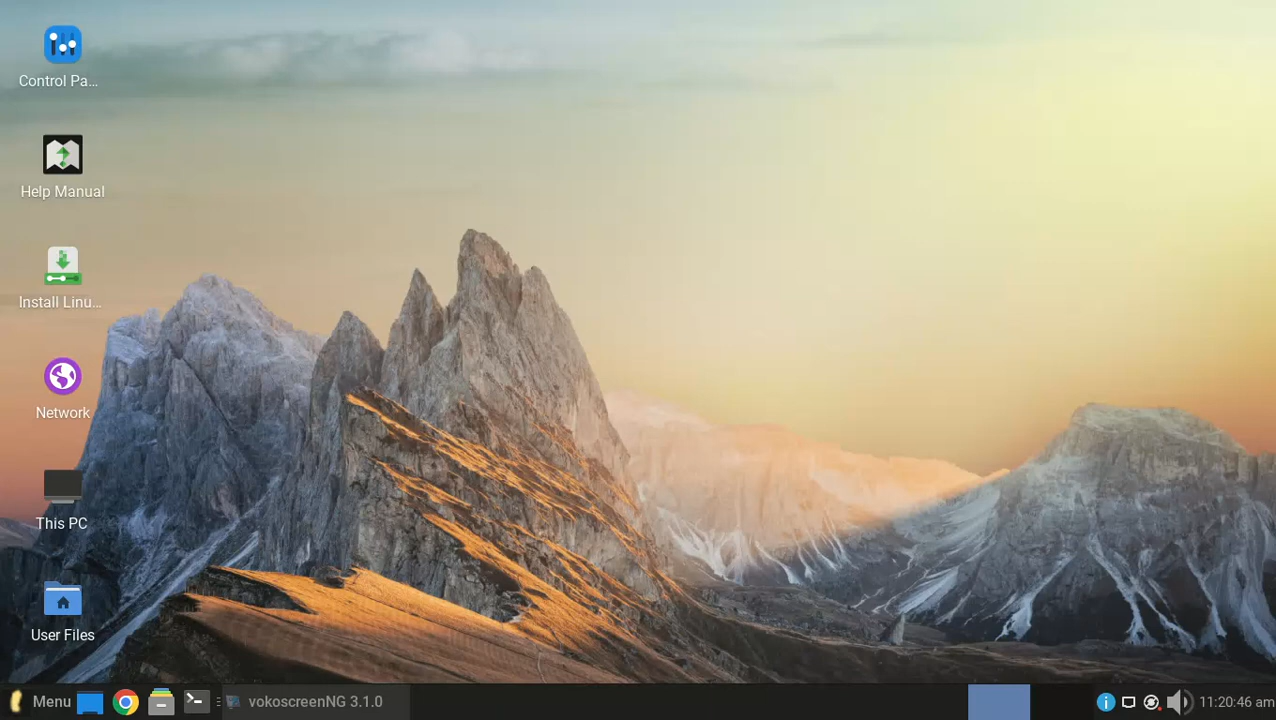 Control Pa...
Help Manual
Install Linu...
Network
This PC
User Files
Menu
vokoscreenNG 3.1.0
11:20:46 am